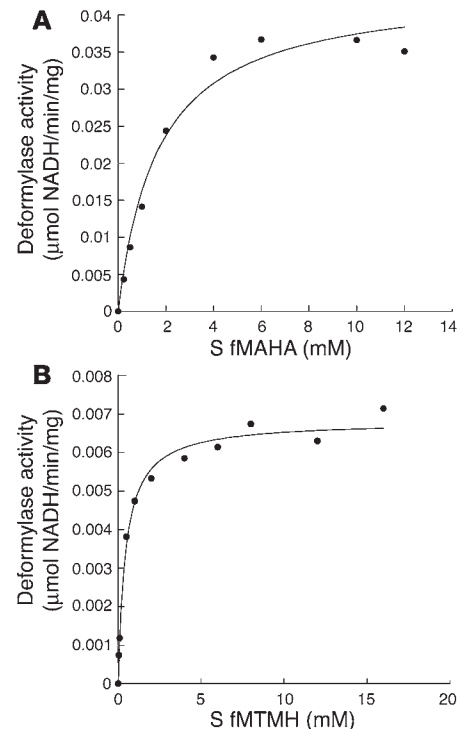 A
0.04
0.035
0.03
0.025
0.02
0.015
0.01
0.005
0
Deformylase activity
(μmol NADH/min/mg)
0 2 4 6 8 10 12 14
S fMAHA (mM)
B
0.008
0.007
0.006
0.005
0.004
0.003
0.002
0.001
0
Deformylase activity
(μmol NADH/min/mg)
0 5 10 15 20
S fMTMH (mM)